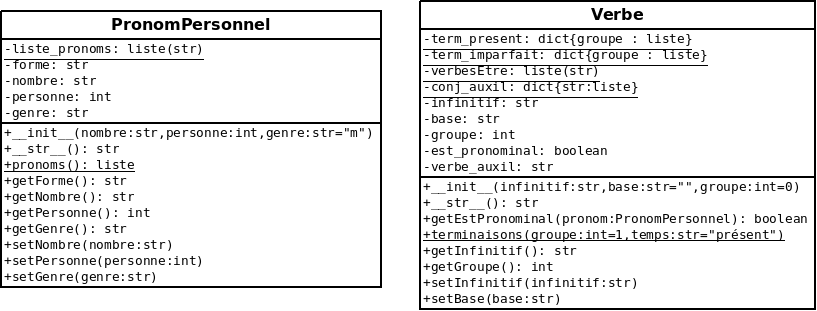 PronomPersonnel
-liste_pronoms: liste(str)
-forme: str
-nombre: str
-personne: int
-genre: str
+__init__(nombre:str,personne:int,genre:str="m")
+__str__(): str
+pronoms(): liste
+getForme(): str
+getNombre(): str
+getPersonne(): int
+getGenre(): str
+setNombre(nombre:str)
+setPersonne(personne:int)
+setGenre(genre:str)
Verbe
-term_present: dict{groupe : liste}
-term_imparfait: dict{groupe : liste}
-verbesEtre: liste(str)
-conj_auxil: dict{str:liste}
-infinitif: str
-base: str
-groupe: int
-est_pronominal: boolean
-verbe_auxil: str
+__init__(infinitif:str,base:str="",groupe:int=0)
+__str__(): str
+getEstPronominal(pronom:PronomPersonnel): boolean
+terminaisons(groupe:int=1,temps:str="présent")
+getInfinitif(): str
+getGroupe(): int
+setInfinitif(infinitif:str)
+setBase(base:str)